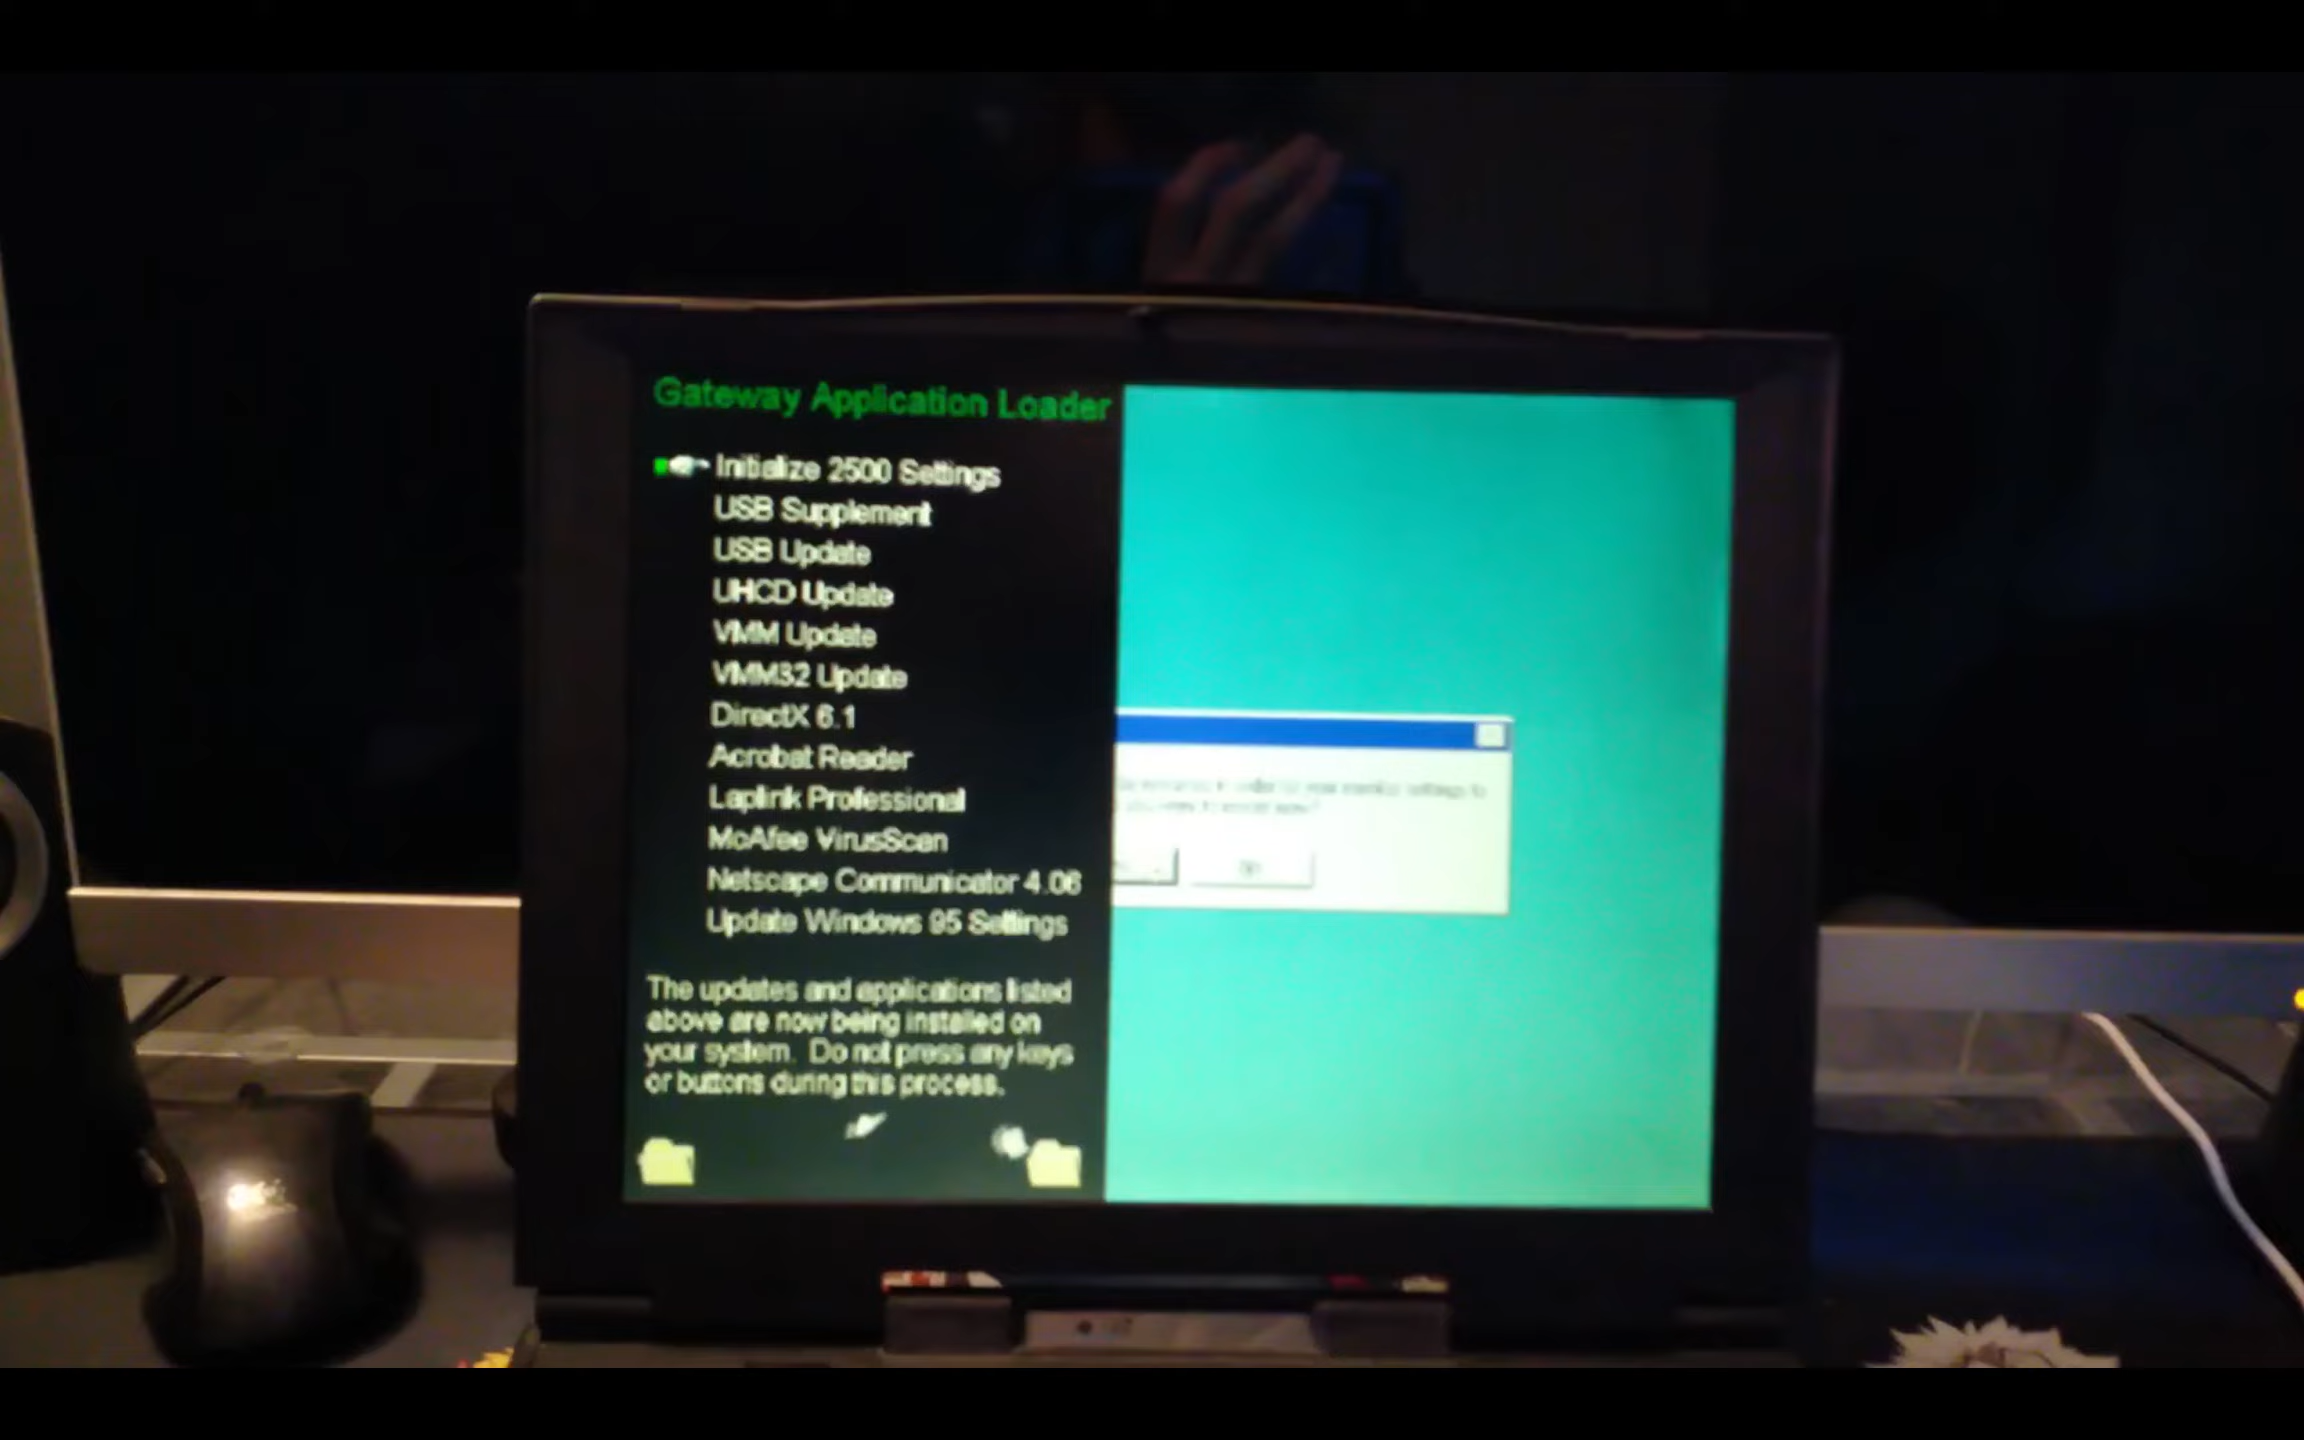 Gateway Application Loader
Initialize 2500 Settings
USB Supplement
USB Update
UHCD Update
VMM Update
VMM32 Update
DirectX 6.1
Acrobat Reader
Laplink Professional
McAfee VirusScan
Netscape Communicator 4.06
Update Windows 95 Settings
The updates and applications listed
above are now being installed on
your system. Do not press any keys
or buttons during this process.